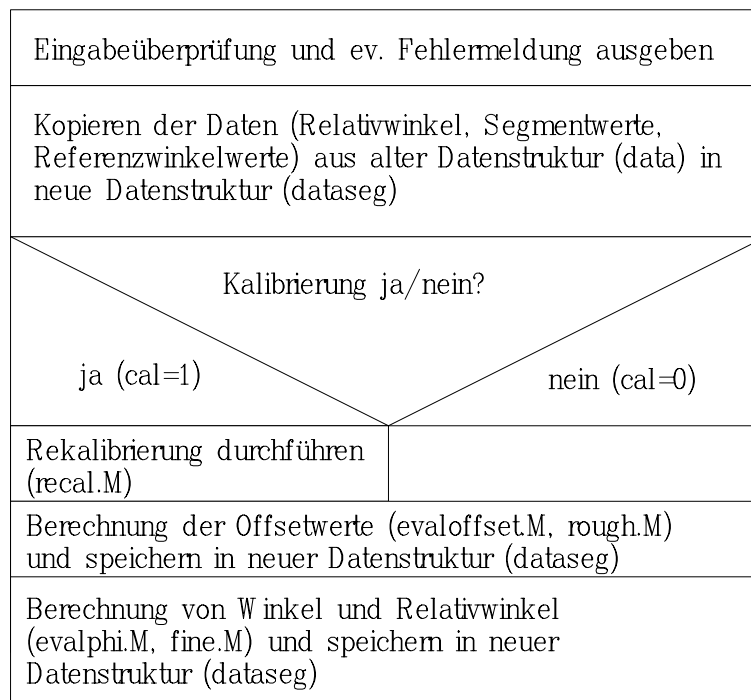 Eingabeüberprüfung und ev. Fehlermeldung ausgeben
Kopieren der Daten (Relativwinkel, Segmentwerte,
Referenzwinkelwerte) aus alter Datenstruktur (data) in
neue Datenstruktur (dataseg)
Kalibrierung ja/nein?
ja (cal=1)
nein (cal=0)
Rekalibrierung durchführen
(recal.M)
Berechnung der Offsetwerte (evaloffset.M, rough.M)
und speichern in neuer Datenstruktur (dataseg)
Berechnung von Winkel und Relativwinkel
(evalphi.M, fine.M) und speichern in neuer
Datenstruktur (dataseg)